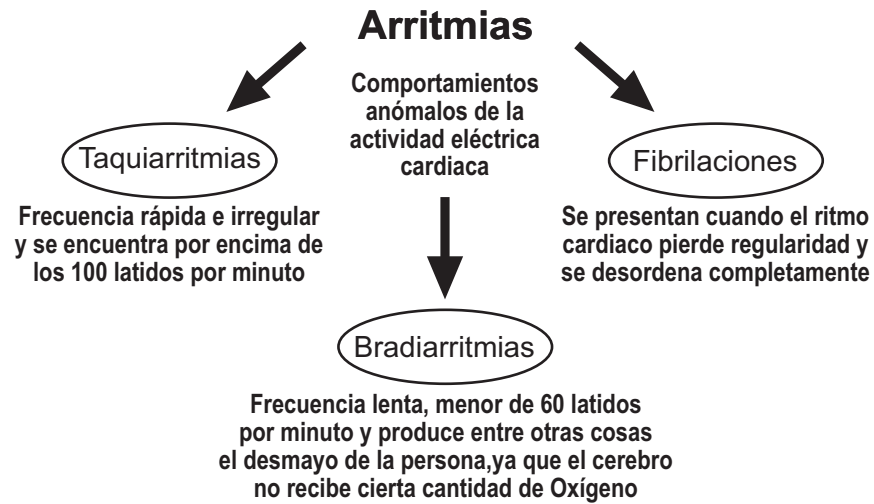 Arritmias
Comportamientos
anómalos de la
actividad eléctrica
cardiaca
Taquiarritmias
Frecuencia rápida e irregular
y se encuentra por encima de
los 100 latidos por minuto
Fibrilaciones
Se presentan cuando el ritmo
cardiaco pierde regularidad y
se desordena completamente
Bradiarritmias
Frecuencia lenta, menor de 60 latidos
por minuto y produce entre otras cosas
el desmayo de la persona,ya que el cerebro
no recibe cierta cantidad de Oxígeno